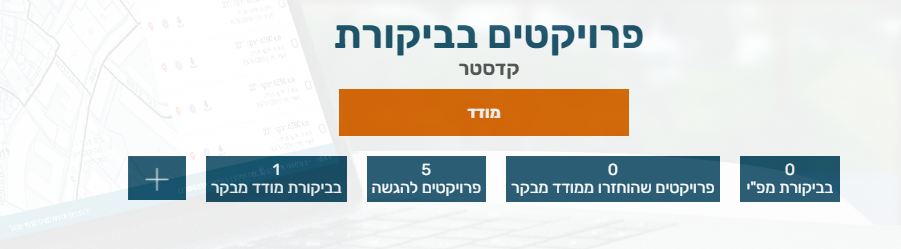 פרויקטים בביקורת
קדסטר
מודד
0
בביקורת מפ"י
0
פרויקטים שהוחזרו ממודד מבקר
5
פרויקטים להגשה
1
בביקורת מודד מבקר